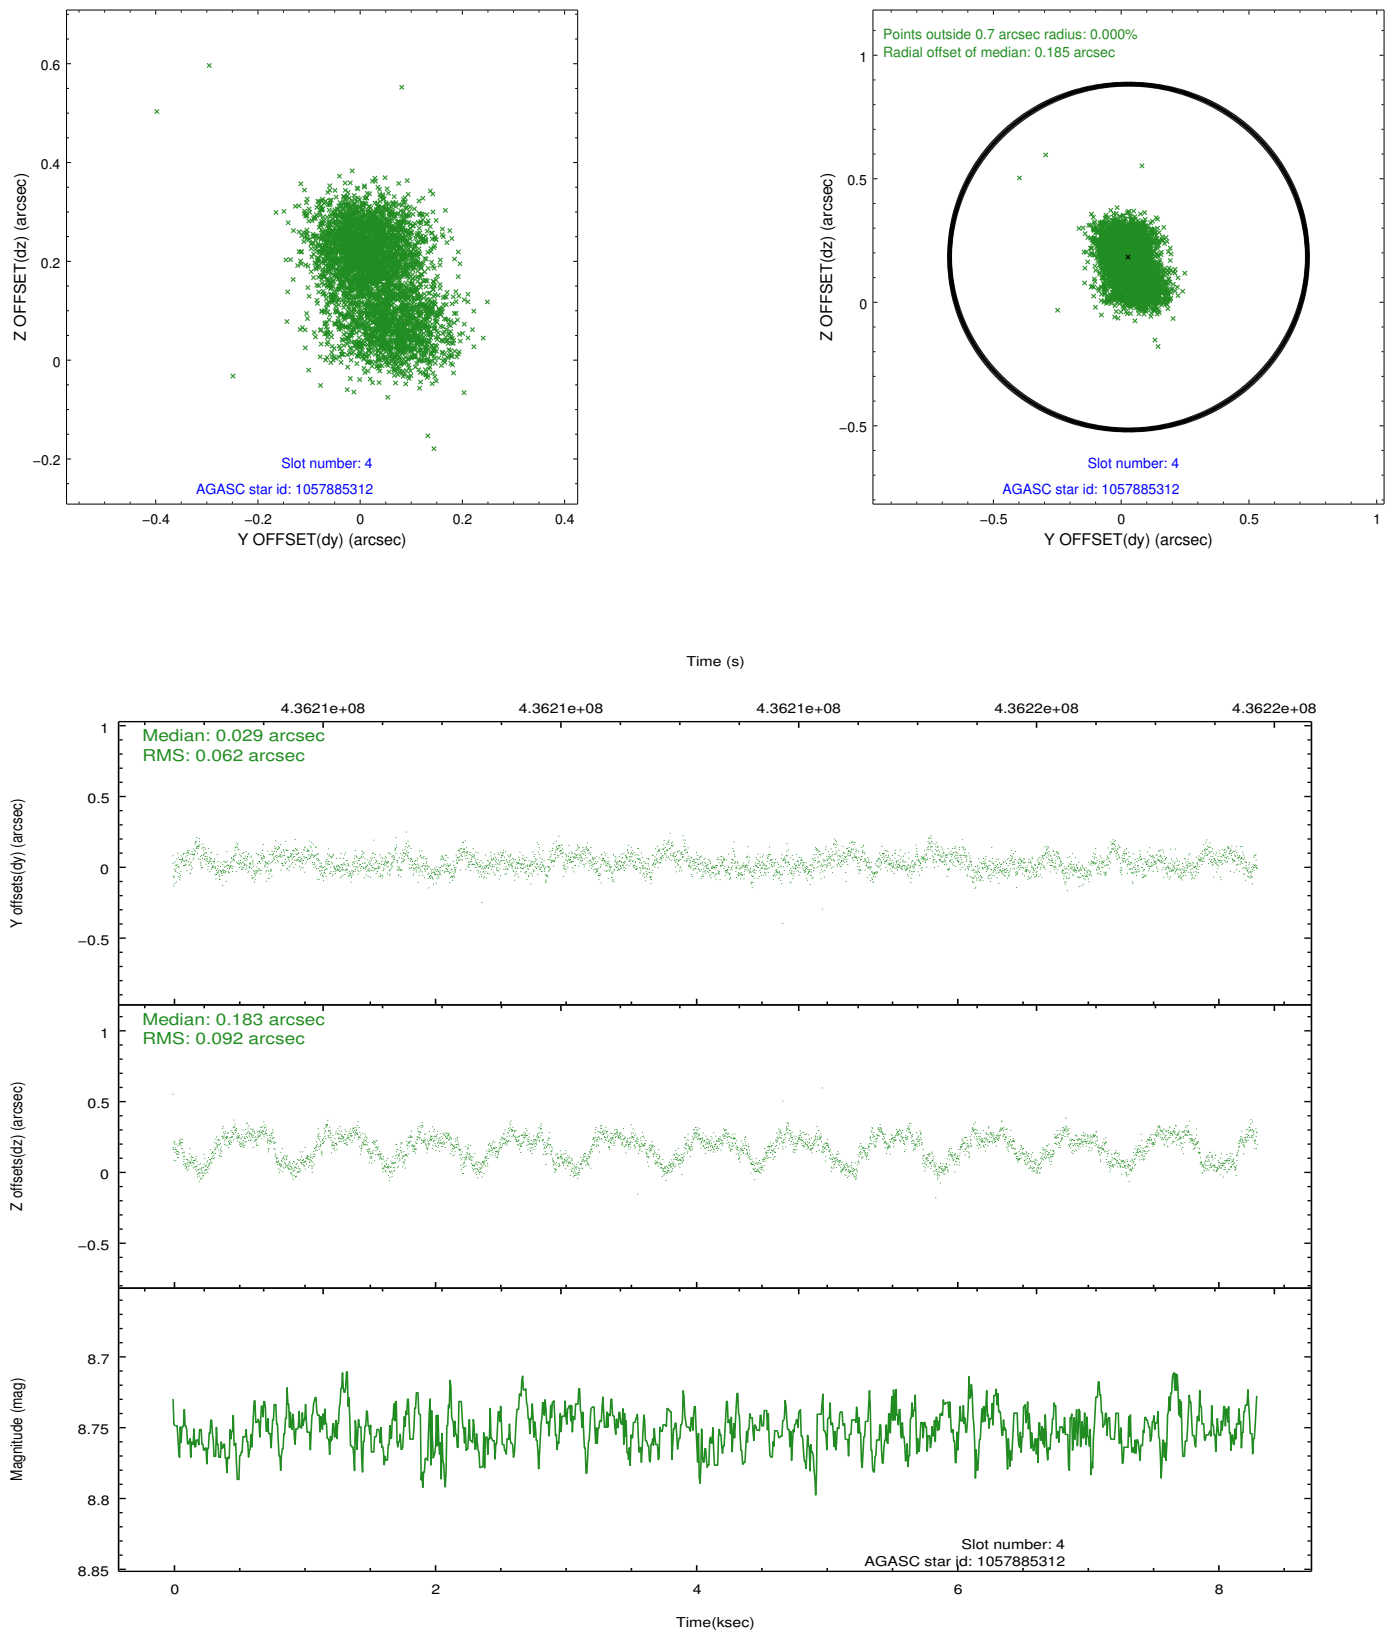 0.6
0.4
0.2
0
−0.2
Z OFFSET(dz) (arcsec)
Slot number: 4
AGASC star id: 1057885312
−0.4 −0.2 0 0.2 0.4
Y OFFSET(dy) (arcsec)
Points outside 0.7 arcsec radius: 0.000%
Radial offset of median: 0.185 arcsec
1
0.5
0
−0.5
Z OFFSET(dz) (arcsec)
Slot number: 4
AGASC star id: 1057885312
−0.5 0 0.5 1
Y OFFSET(dy) (arcsec)
Time (s)
4.3621e+08 4.3621e+08 4.3621e+08 4.3622e+08 4.3622e+08
Median: 0.029 arcsec
RMS: 0.062 arcsec
1
0.5
0
−0.5
Y offsets(dy) (arcsec)
Median: 0.183 arcsec
RMS: 0.092 arcsec
1
0.5
0
−0.5
Z offsets(dz) (arcsec)
8.7
8.75
8.8
8.85
Magnitude (mag)
Slot number: 4
AGASC star id: 1057885312
0 2 4 6 8
Time(ksec)